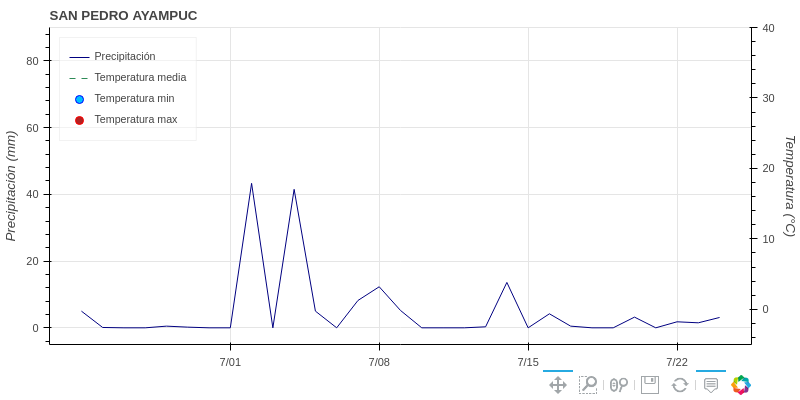 SAN PEDRO AYAMPUC
Precipitación
Temperatura media
Temperatura min
Temperatura max
Precipitación (mm)
80
60
40
20
0
40
30
20
10
0
Temperatura (°C)
7/01
7/08
7/15
7/22